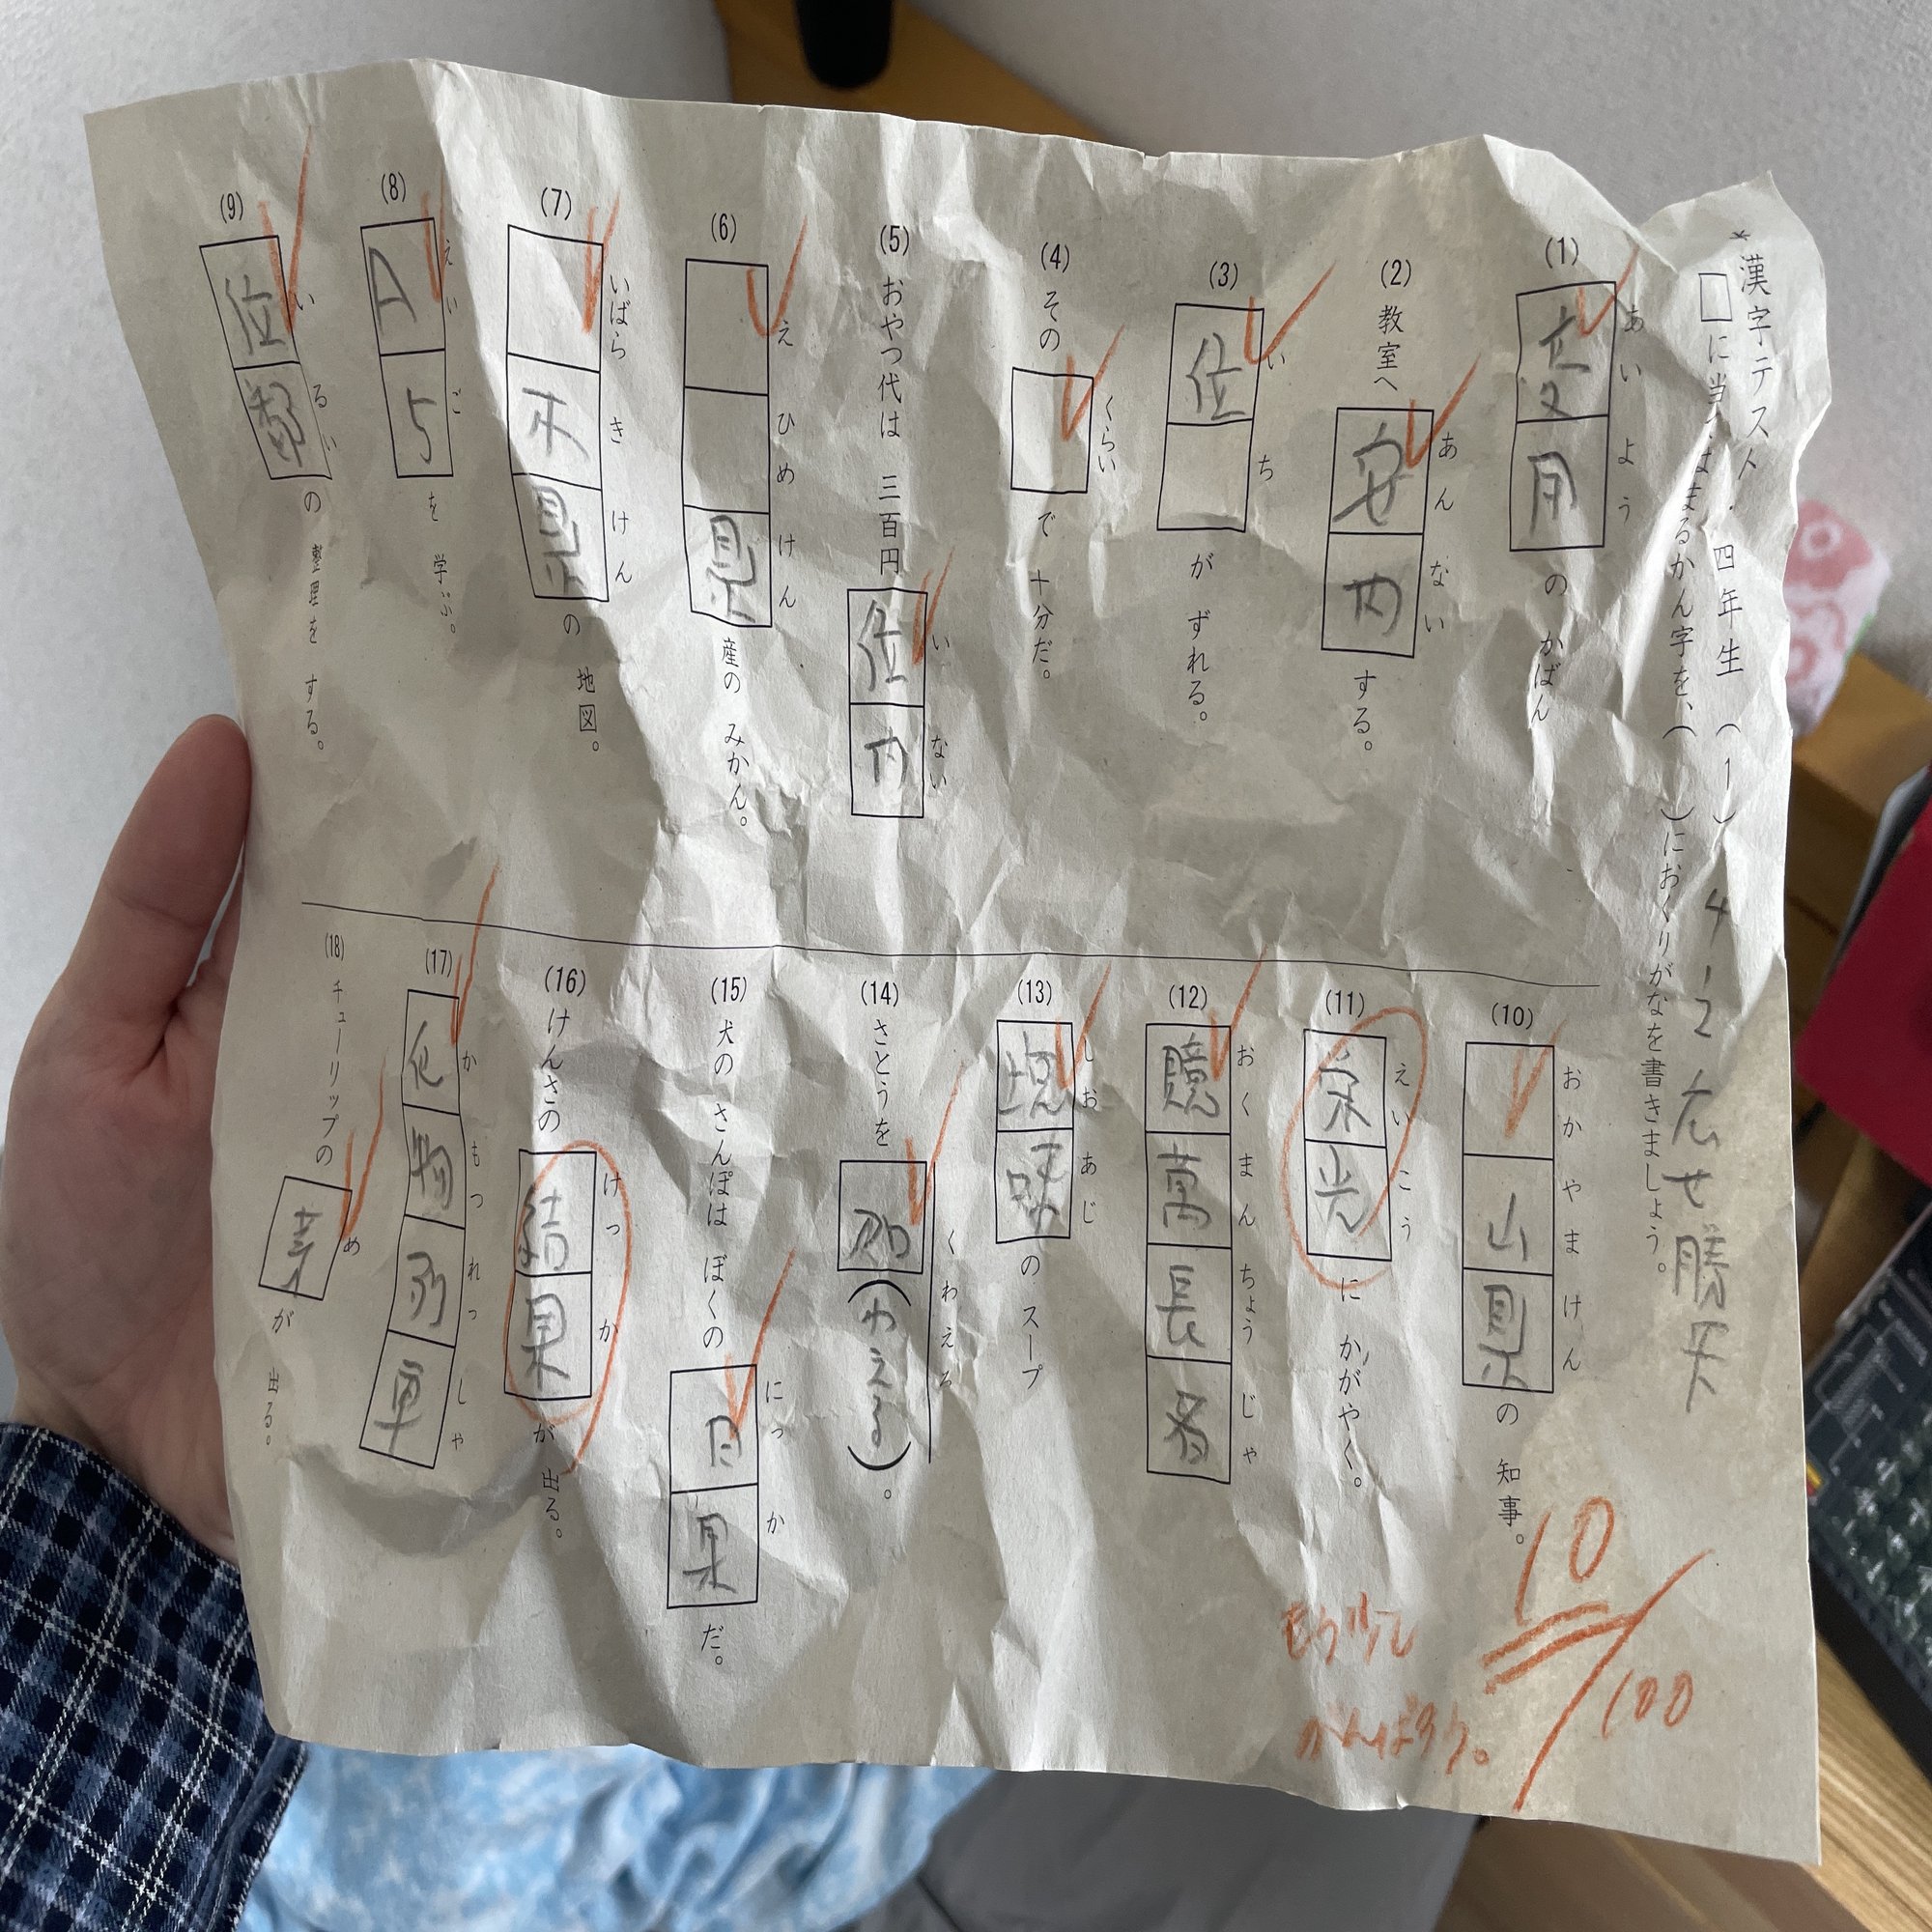 *漢字テスト・四年生 (1) 4-2 広せ勝下
□に当てはまるかん字を、( )におくりがなを書きましょう。
(1) あいよう 用 の かばん
(2) 教室へ あんない 安内 する。
(3) いち 位 が ずれる。
(4) その くらい で 十分だ。
(5) おやつ代は 三百円 いない 位内
(6) えひめけん 県 産の みかん。
(7) いばらきけん 木県 の 地図。
(8) えいご A5 を 学ぶ。
(9) いるい 位 の 整理を する。
(10) おかやまけん 山県 の 知事。
(11) えいこう 栄光 に かがやく。
(12) おくまんちょうじゃ 萬長者
(13) しおあじ 味 の スープ
(14) さとうを くわえる (わえる)。
(15) 犬の さんぽは ぼくの にっか 日果 だ。
(16) けんさの けっか 結果 が 出る。
(17) かもつれっしゃ 化物列車
(18) チューリップの め が 出る。
10/100
もう少し
がんばろう。